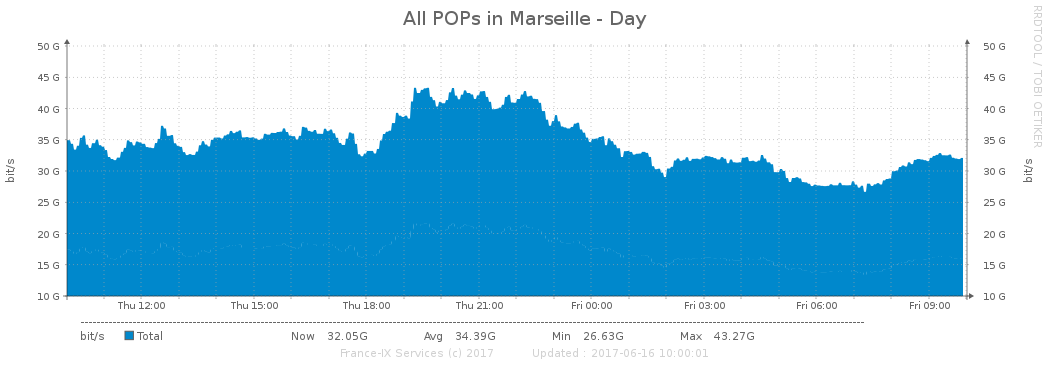 All POPs in Marseille - Day
RRDTOOL / TOBI OETIKER
50 G 50 G
45 G 45 G
40 G 40 G
35 G 35 G
30 G 30 G
25 G 25 G
20 G 20 G
15 G 15 G
10 G 10 G
bit/s bit/s
Thu 12:00 Thu 15:00 Thu 18:00 Thu 21:00 Fri 00:00 Fri 03:00 Fri 06:00 Fri 09:00
bit/s Total Now 32.05G Avg 34.39G Min 26.63G Max 43.27G
France-IX Services (c) 2017 Updated : 2017-06-16 10:00:01